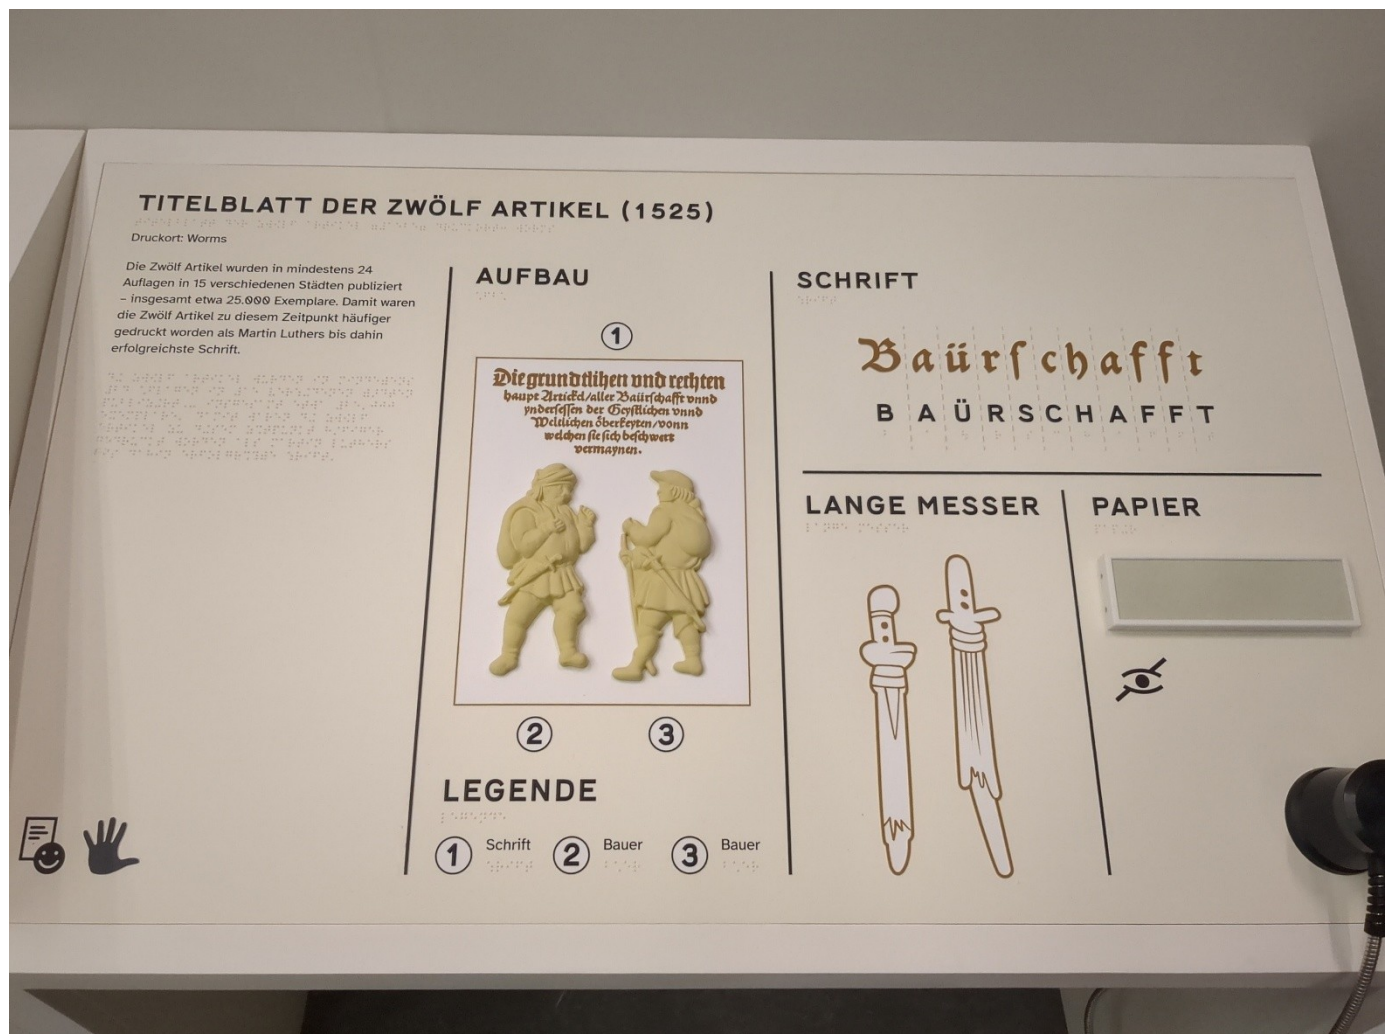 TITELBLATT DER ZWÖLF ARTIKEL (1525)
Druckort: Worms
Die Zwölf Artikel wurden in mindestens 24
Auflagen in 15 verschiedenen Städten publiziert
– insgesamt etwa 25.000 Exemplare. Damit waren
die Zwölf Artikel zu diesem Zeitpunkt häufiger
gedruckt worden als Martin Luthers bis dahin
erfolgreichste Schrift.
AUFBAU
1
Die grundtlichen vnd rechten
haupt Artickel/aller Baürschafft vnnd
yndersessen der Geystlichen vnnd
Weltlichen öberkeyten/vonn
welchen sie sich beschwert
vermaynen.
2 3
LEGENDE
1 Schrift 2 Bauer 3 Bauer
SCHRIFT
Baürſchafft
BAÜRSCHAFFT
LANGE MESSER
PAPIER